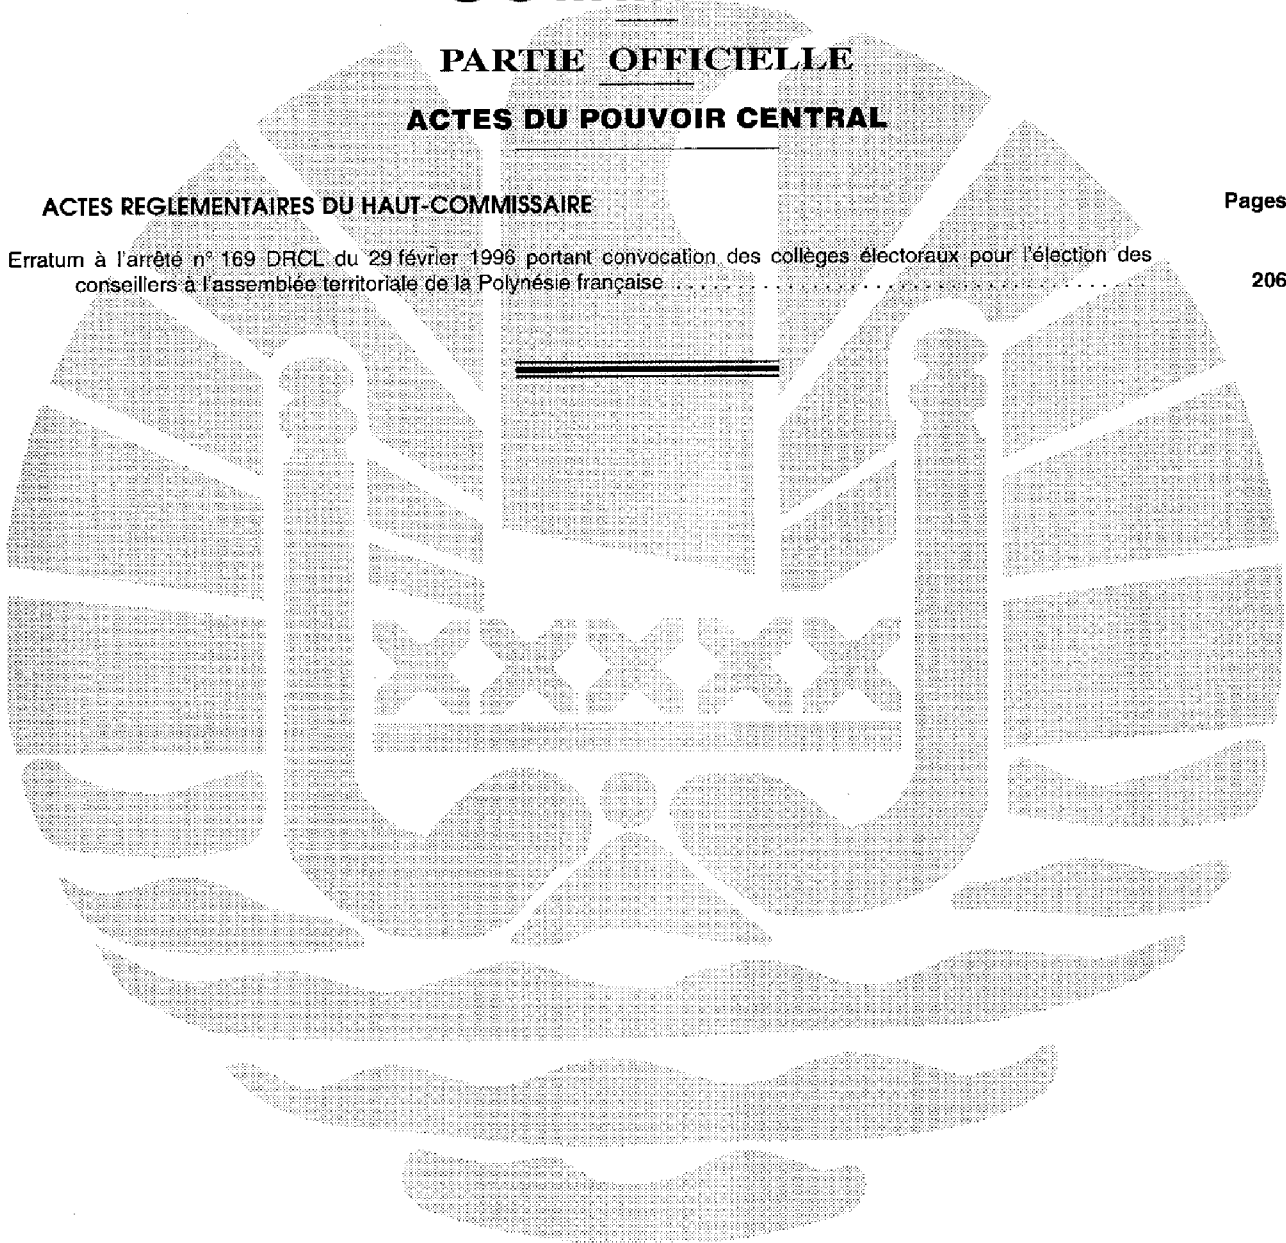 PARTIE OFFICIELLE
ACTES DU POUVOIR CENTRAL
ACTES REGLEMENTAIRES DU HAUT-COMMISSAIRE Pages
Erratum à l'arrêté n° 169 DRCL du 29 février 1996 portant convocation des collèges électoraux pour l'élection des
conseillers à l'assemblée territoriale de la Polynésie française . . . . . . . . . . . . . . . . . . . . . . . . . . . . . . . . . . . . . . . . 206